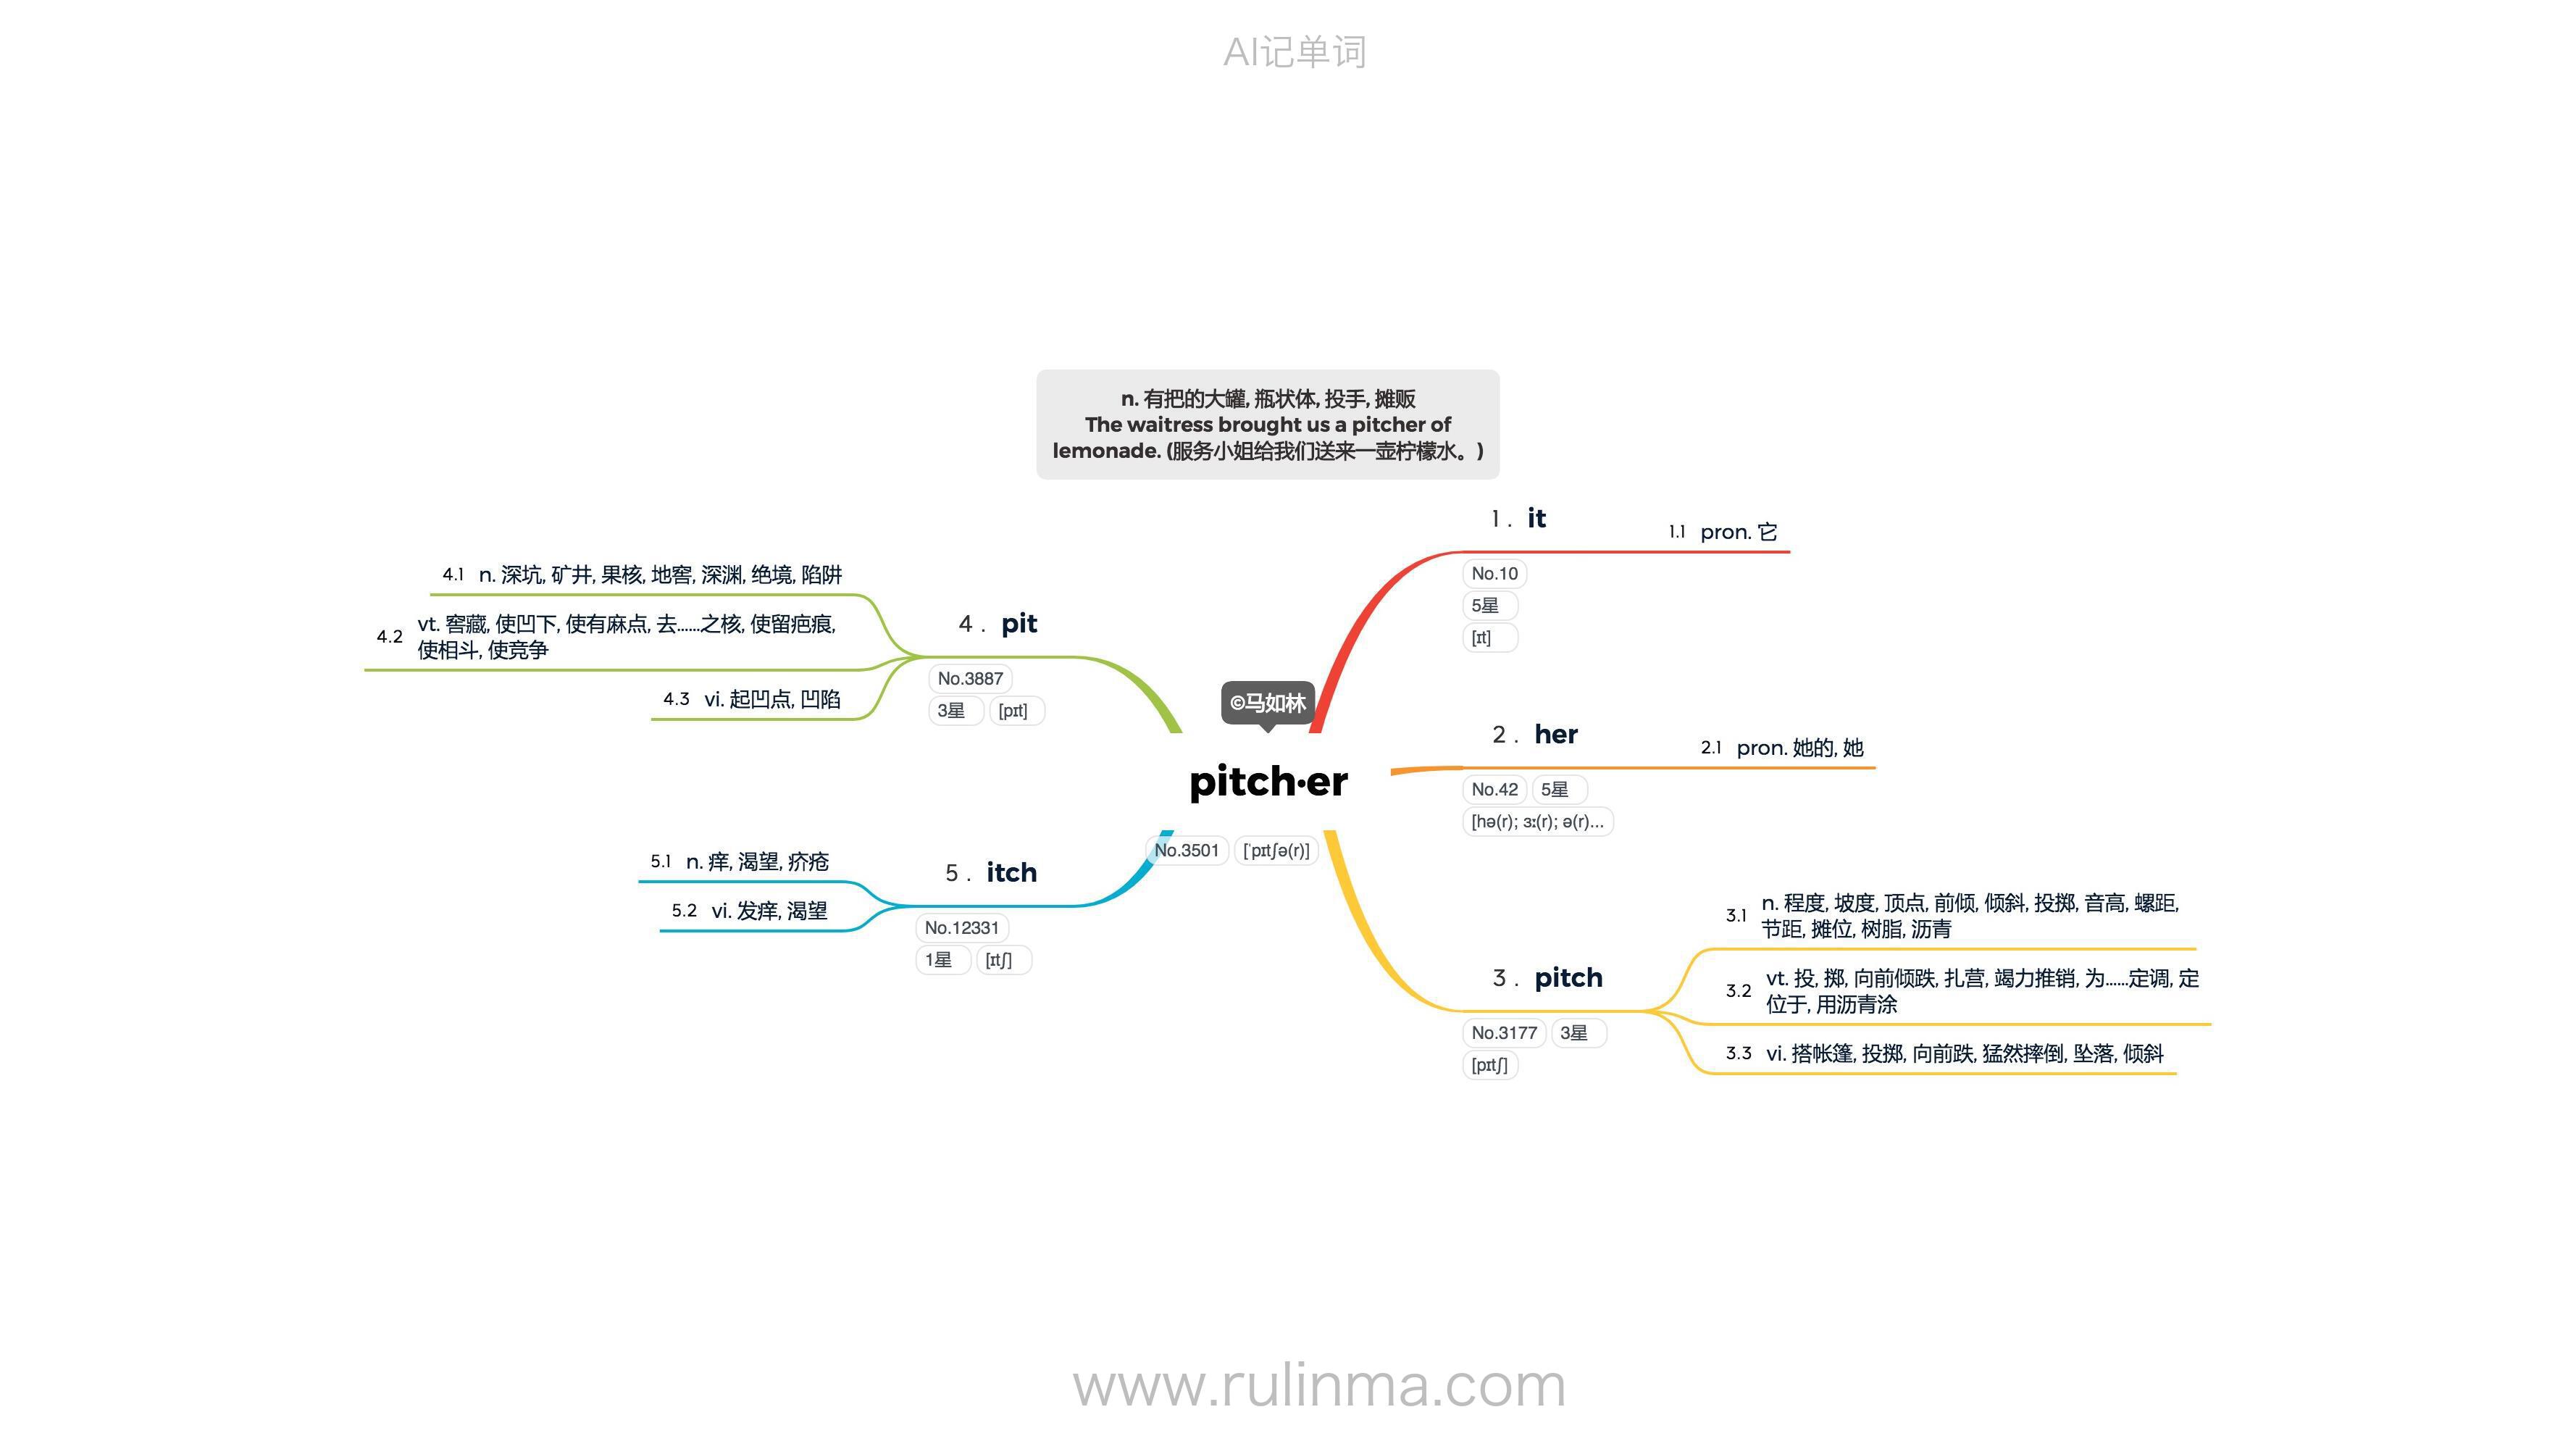 AI记单词
n. 有把的大罐, 瓶状体, 投手, 摊贩
The waitress brought us a pitcher of
lemonade. (服务小姐给我们送来一壶柠檬水。)
©马如林
pitch·er
No.3501 [ˈpɪtʃə(r)]
1. it
No.10
5星
[ɪt]
1.1 pron. 它
2. her
No.42 5星
[hə(r); ɜː(r); ə(r)...
2.1 pron. 她的, 她
3. pitch
No.3177 3星
[pɪtʃ]
3.1 n. 程度, 坡度, 顶点, 前倾, 倾斜, 投掷, 音高, 螺距,
节距, 摊位, 树脂, 沥青
3.2 vt. 投, 掷, 向前倾跌, 扎营, 竭力推销, 为......定调, 定
位于, 用沥青涂
3.3 vi. 搭帐篷, 投掷, 向前跌, 猛然摔倒, 坠落, 倾斜
4. pit
No.3887
3星 [pɪt]
4.1 n. 深坑, 矿井, 果核, 地窖, 深渊, 绝境, 陷阱
4.2 vt. 窖藏, 使凹下, 使有麻点, 去......之核, 使留疤痕,
使相斗, 使竞争
4.3 vi. 起凹点, 凹陷
5. itch
No.12331
1星 [ɪtʃ]
5.1 n. 痒, 渴望, 疥疮
5.2 vi. 发痒, 渴望
www.rulinma.com